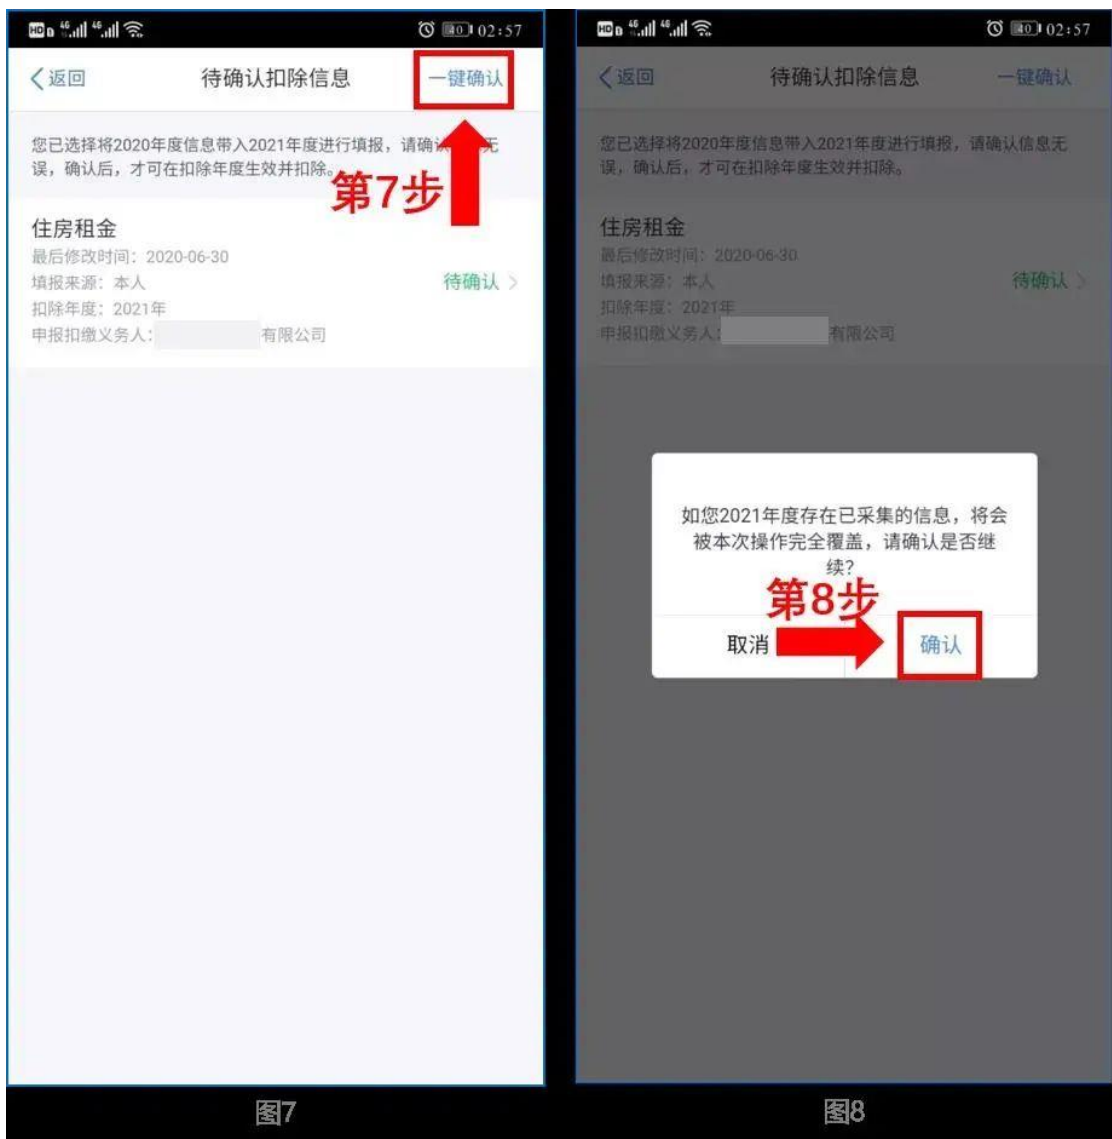 HD 4G 4G 40 02:57
返回 待确认扣除信息 一键确认
您已选择将2020年度信息带入2021年度进行填报，请确 无
误，确认后，才可在扣除年度生效并扣除。
第7步
住房租金
最后修改时间：2020-06-30
填报来源：本人
待确认
扣除年度：2021年
申报扣缴义务人： 有限公司
图7
HD 4G 4G 40 02:57
返回 待确认扣除信息 一键确认
您已选择将2020年度信息带入2021年度进行填报，请确认信息无
误，确认后，才可在扣除年度生效并扣除。
住房租金
最后修改时间：2020-06-30
填报来源：本人
待确认
扣除年度：2021年
申报扣缴义务人： 有限公司
如您2021年度存在已采集的信息，将会
被本次操作完全覆盖，请确认是否继
续？
第8步
取消 确认
图8